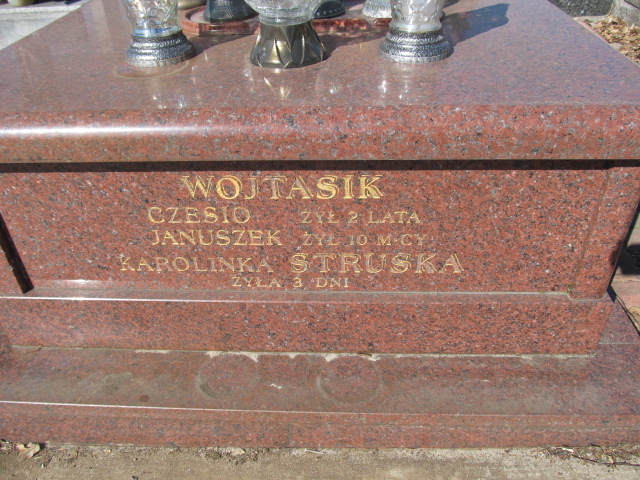 WOJTASIK
CZESIO ŻYŁ 2 LATA
JANUSZEK ŻYŁ 10 M-CY
KAROLINKA STRUSKA
ŻYŁA 3 DNI